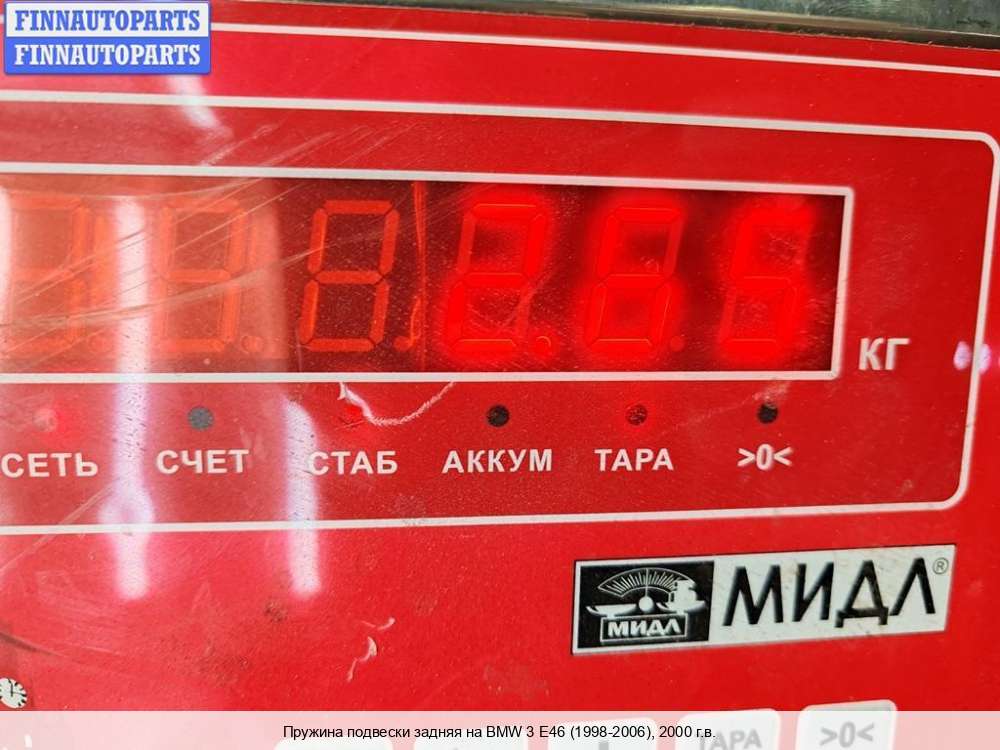 FINNAUTOPARTS
FINNAUTOPARTS
2.65
КГ
СЕТЬ СЧЕТ СТАБ АККУМ ТАРА >0<
МИДЛ МИДЛ®
ТАРА >0<
Пружина подвески задняя на BMW 3 E46 (1998-2006), 2000 г.в.